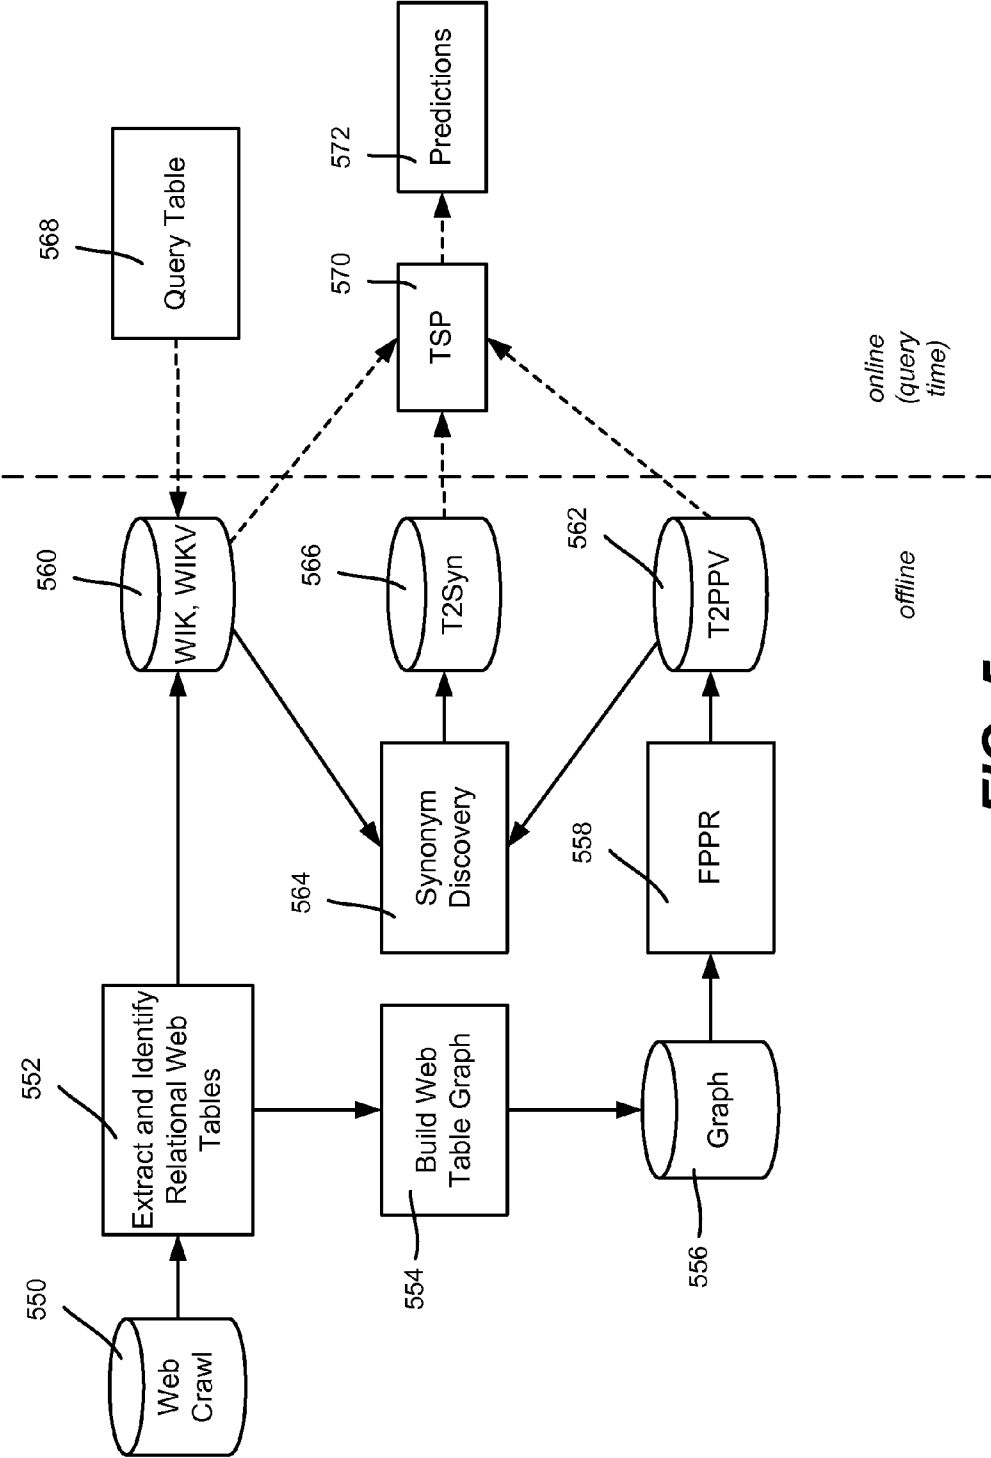 550
Web
Crawl
552
Extract and Identify
Relational Web
Tables
554
Build Web
Table Graph
556
Graph
558
FPPR
560
WIK, WIKV
562
T2PPV
564
Synonym
Discovery
566
T2Syn
568
Query Table
570
TSP
572
Predictions
offline
online
(query
time)